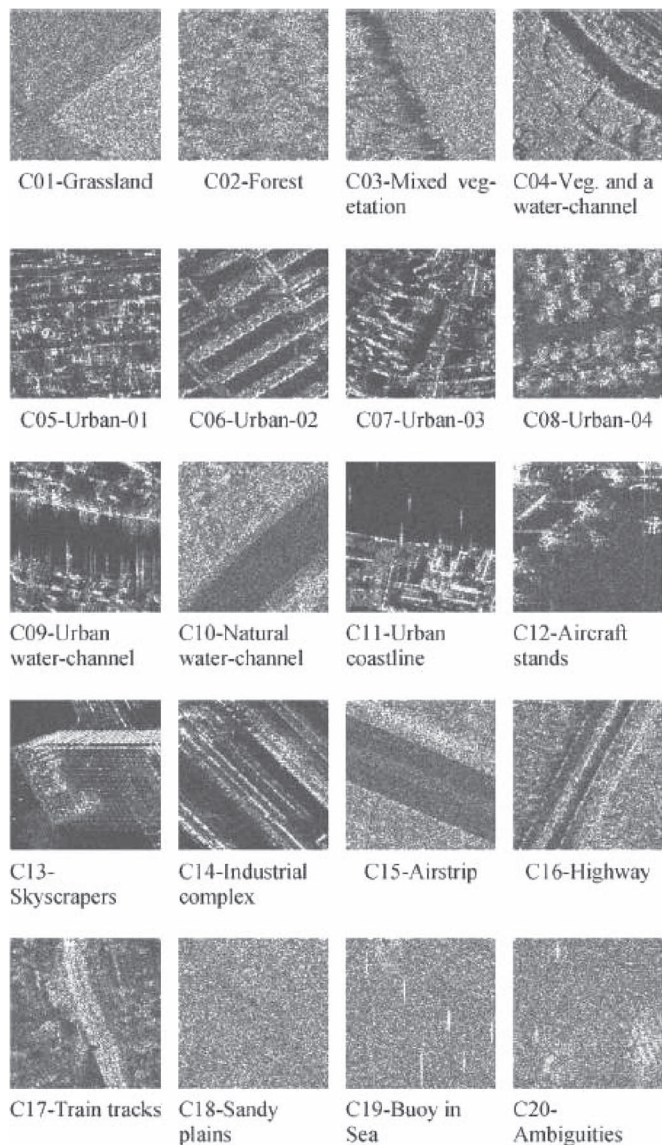 C01-Grassland
C02-Forest
C03-Mixed veg-
etation
C04-Veg. and a
water-channel
C05-Urban-01
C06-Urban-02
C07-Urban-03
C08-Urban-04
C09-Urban
water-channel
C10-Natural
water-channel
C11-Urban
coastline
C12-Aircraft
stands
C13-
Skyscrapers
C14-Industrial
complex
C15-Airstrip
C16-Highway
C17-Train tracks
C18-Sandy
plains
C19-Buoy in
Sea
C20-
Ambiguities